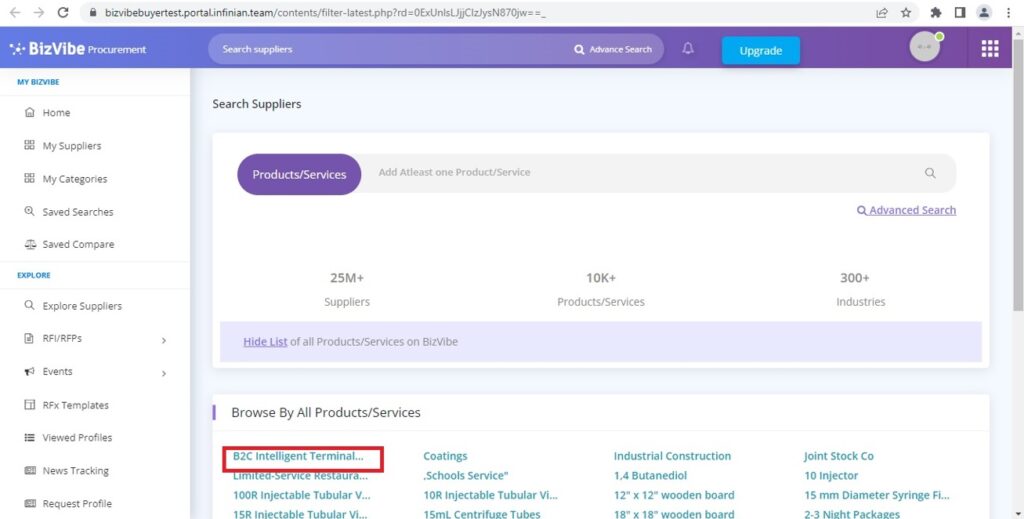 bizvibebuyertest.portal.infinian.team/contents/filter-latest.php?rd=0ExUnIsLJjjClzJysN870jw==_
BizVibe Procurement
Search suppliers
Advance Search
Upgrade
MY BIZVIBE
Home
My Suppliers
My Categories
Saved Searches
Saved Compare
EXPLORE
Explore Suppliers
RFI/RFPs
Events
RFx Templates
Viewed Profiles
News Tracking
Request Profile
Search Suppliers
Products/Services
Add Atleast one Product/Service
Advanced Search
25M+ 10K+ 300+
Suppliers Products/Services Industries
Hide List of all Products/Services on BizVibe
Browse By All Products/Services
B2C Intelligent Terminal... Coatings Industrial Construction Joint Stock Co
Limited-Service Restaura... ,Schools Service" 1,4 Butanediol 10 Injector
100R Injectable Tubular Vi... 10R Injectable Tubular Vi... 12" x 12" wooden board 15 mm Diameter Syringe Fi...
15R Injectable Tubular Vi... 15mL Centrifuge Tubes 18" x 18" wooden board 2-3 Night Packages